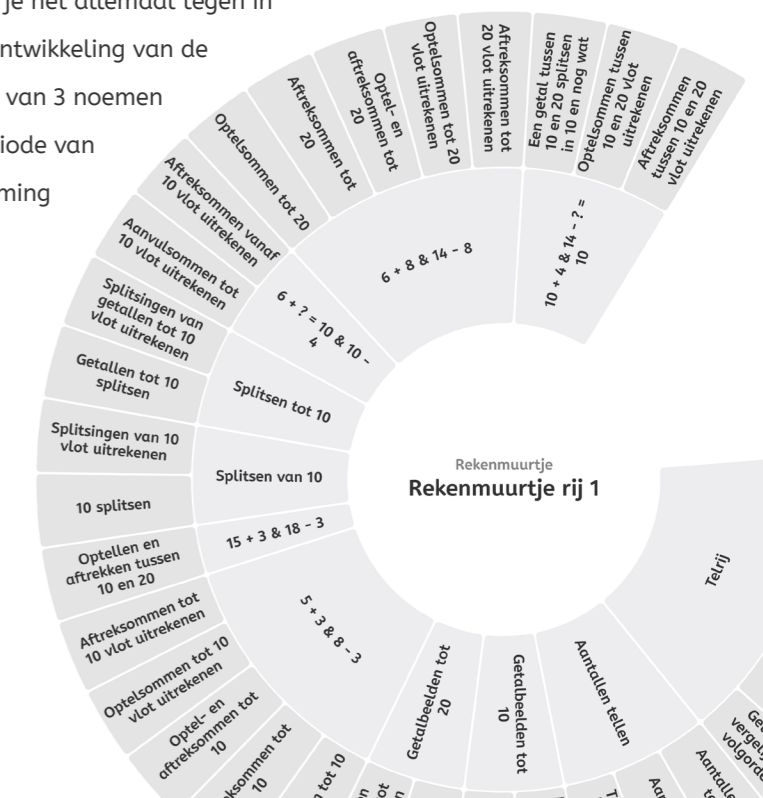 je het allemaal tegen in
ntwikkeling van de
van 3 noemen
iode van
ming
Rekenmuurtje
Rekenmuurtje rij 1
Aftreksommen
tussen 10 en 20
vlot uitrekenen
Optelsommen tussen
10 en 20 vlot
uitrekenen
Een getal tussen
10 en 20 splitsen
in 10 en nog wat
Aftreksommen tot
20 vlot uitrekenen
Optelsommen tot 20
vlot uitrekenen
Optel- en
aftreksommen tot
20
Aftreksommen tot
20
Optelsommen tot 20
Aftreksommen vanaf
10 vlot uitrekenen
Aanvulsommen tot
10 vlot uitrekenen
Splitsingen van
getallen tot 10
vlot uitrekenen
Getallen tot 10
splitsen
Splitsingen van 10
vlot uitrekenen
10 splitsen
Optellen en
aftrekken tussen
10 en 20
Aftreksommen tot
10 vlot uitrekenen
Optelsommen tot 10
vlot uitrekenen
Optel- en
aftreksommen tot
10
ksommen tot
10
tot 10
10 + 4 & 14 - ? =
10
6 + 8 & 14 - 8
6 + ? = 10 & 10 -
4
Splitsen tot 10
Splitsen van 10
15 + 3 & 18 - 3
5 + 3 & 8 - 3
Getalbeelden tot
20
Getalbeelden tot
10
Aantallen tellen
Telrij